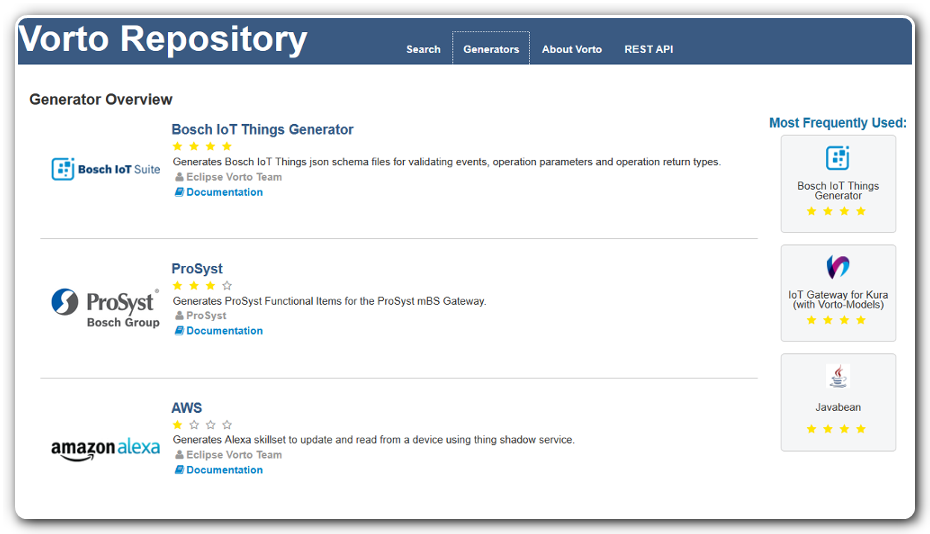 Vorto Repository
Search
Generators
About Vorto
REST API
Generator Overview
Bosch IoT Suite
Bosch IoT Things Generator
Generates Bosch IoT Things json schema files for validating events, operation parameters and operation return types.
Eclipse Vorto Team
Documentation
ProSyst®
Bosch Group
ProSyst
Generates ProSyst Functional Items for the ProSyst mBS Gateway.
ProSyst
Documentation
amazon alexa
AWS
Generates Alexa skillset to update and read from a device using thing shadow service.
Eclipse Vorto Team
Documentation
Most Frequently Used:
Bosch IoT Things
Generator
IoT Gateway for Kura
(with Vorto-Models)
Javabean